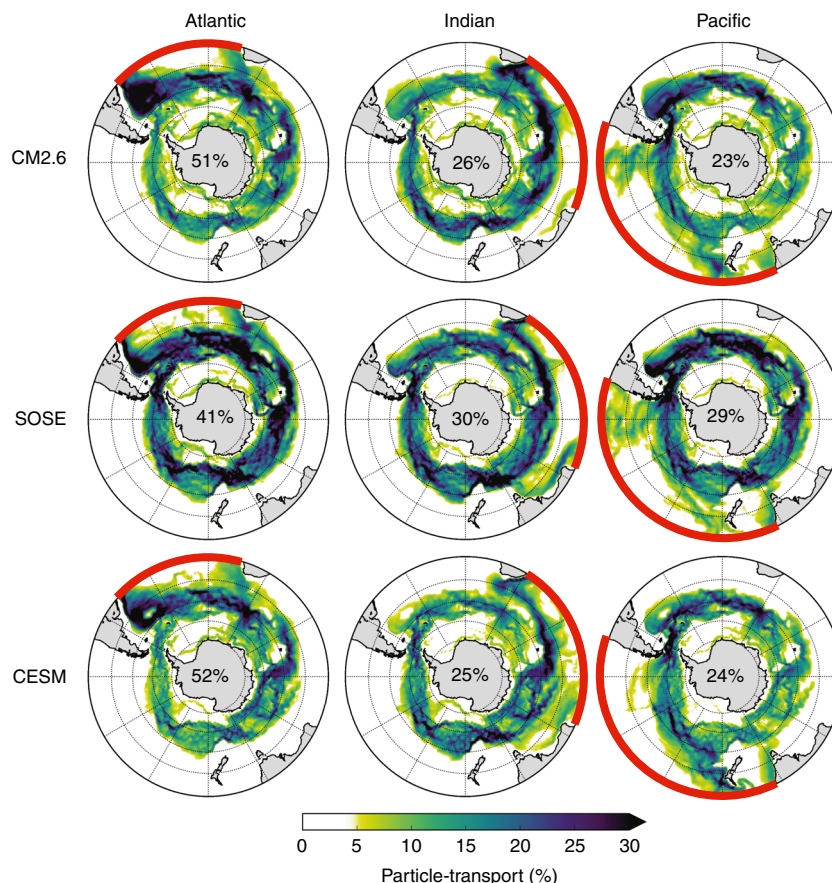 Atlantic Indian Pacific
CM2.6 51% 26% 23%
SOSE 41% 30% 29%
CESM 52% 25% 24%
0 5 10 15 20 25 30
Particle-transport (%)